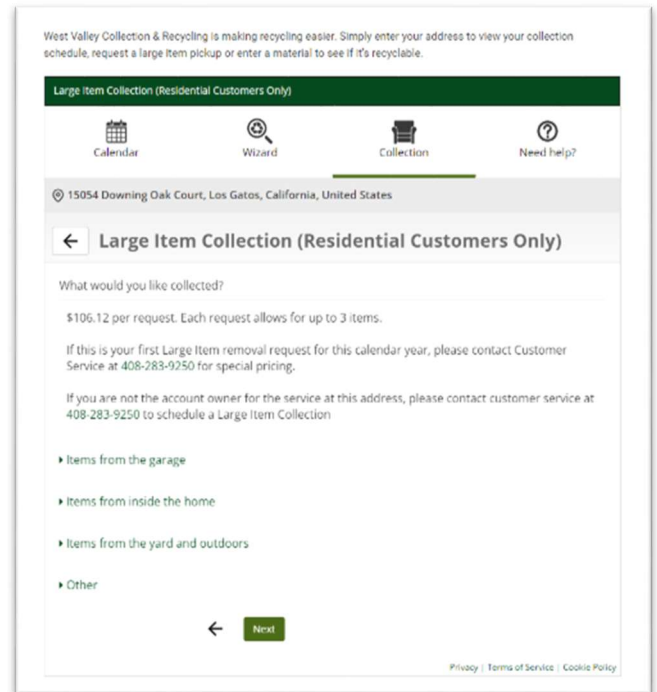 West Valley Collection & Recycling is making recycling easier. Simply enter your address to view your collection
schedule, request a large item pickup or enter a material to see if it's recyclable.
Large Item Collection (Residential Customers Only)
Calendar
Wizard
Collection
Need help?
15054 Downing Oak Court, Los Gatos, California, United States
Large Item Collection (Residential Customers Only)
What would you like collected?
$106.12 per request. Each request allows for up to 3 items.
If this is your first Large Item removal request for this calendar year, please contact Customer
Service at 408-283-9250 for special pricing.
If you are not the account owner for the service at this address, please contact customer service at
408-283-9250 to schedule a Large Item Collection
Items from the garage
Items from inside the home
Items from the yard and outdoors
Other
Next
Privacy | Terms of Service | Cookie Policy